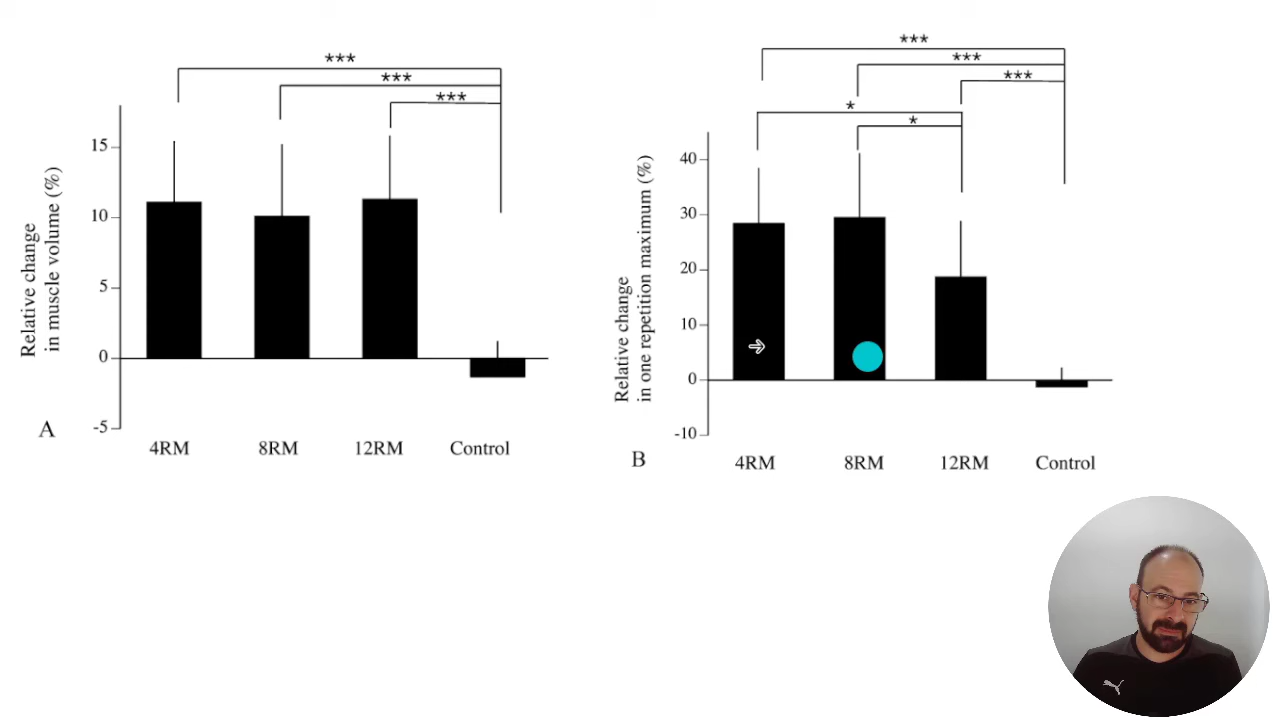 ***
***
***
15
10
5
0
-5
Relative change
in muscle volume (%)
A
4RM 8RM 12RM Control
***
***
***
*
*
40
30
20
10
0
-10
Relative change
in one repetition maximum (%)
B
4RM 8RM 12RM Control